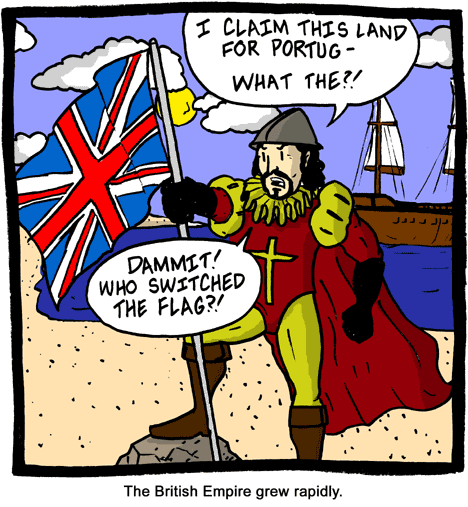 I CLAIM THIS LAND
FOR PORTUG-
WHAT THE?!
DAMMIT!
WHO SWITCHED
THE FLAG?!
The British Empire grew rapidly.